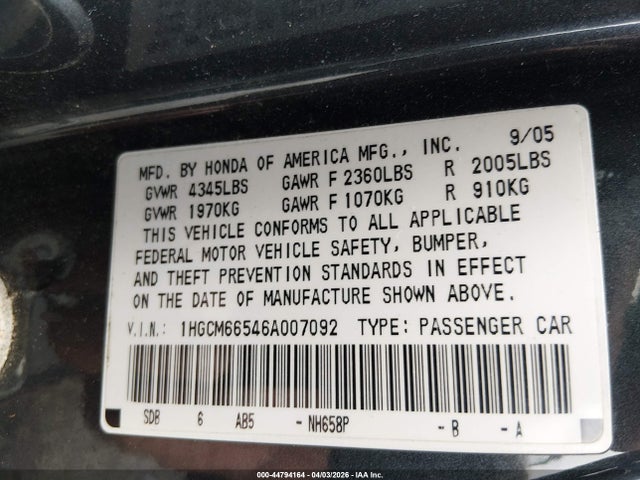 9/05
MFD. BY HONDA OF AMERICA MFG., INC.
GVWR 4345LBS GAWR F 2360LBS R 2005LBS
GVWR 1970KG GAWR F 1070KG R 910KG
THIS VEHICLE CONFORMS TO ALL APPLICABLE
FEDERAL MOTOR VEHICLE SAFETY, BUMPER,
AND THEFT PREVENTION STANDARDS IN EFFECT
ON THE DATE OF MANUFACTURE SHOWN ABOVE.
V.I.N.: 1HGCM66546A007092 TYPE: PASSENGER CAR
SDB 6 AB5 - NH658P - B - A
000-44794164 | 04/03/2026 - IAA Inc.